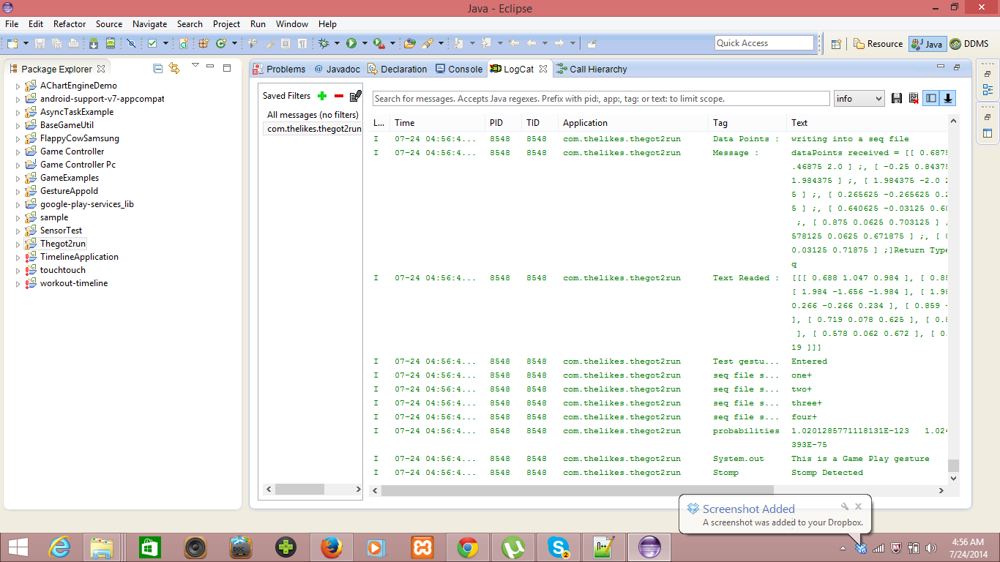 Java - Eclipse
File Edit Refactor Source Navigate Search Project Run Window Help
Quick Access
Resource
Java
DDMS
Package Explorer
AChartEngineDemo
android-support-v7-appcompat
AsyncTaskExample
BaseGameUtil
FlappyCowSamsung
Game Controller
Game Controller Pc
GameExamples
GestureAppold
google-play-services_lib
sample
SensorTest
Thegot2run
TimelineApplication
touchtouch
workout-timeline
Problems @ Javadoc Declaration Console LogCat Call Hierarchy
Saved Filters
All messages (no filters)
com.thelikes.thegot2run
Search for messages. Accepts Java regexes. Prefix with pid:, app:, tag: or text: to limit scope.
info
L... Time PID TID Application Tag Text
I 07-24 04:56:4... 8548 8548 com.thelikes.thegot2run Data Points : writing into a seq file
I 07-24 04:56:4... 8548 8548 com.thelikes.thegot2run Message : dataPoints received = [[ 0.6875
.46875 2.0 ] ;, [ -0.25 0.84375
1.984375 ] ;, [ 1.984375 -2.0 2
5 ] ;, [ 0.265625 -0.265625 0.2
5 ] ;, [ 0.640625 -0.03125 0.60
;, [ 0.875 0.0625 0.703125 ] ,
578125 0.0625 0.671875 ] ;, [ 0
0.03125 0.71875 ] ;]Return Type
q
I 07-24 04:56:4... 8548 8548 com.thelikes.thegot2run Text Readed : [[[ 0.688 1.047 0.984 ], [ 0.85
[ 1.984 -1.656 -1.984 ], [ 1.98
0.266 -0.266 0.234 ], [ 0.859 -
], [ 0.719 0.078 0.625 ], [ 0.8
], [ 0.578 0.062 0.672 ], [ 0.
19 ]]]
I 07-24 04:56:4... 8548 8548 com.thelikes.thegot2run Test gestu... Entered
I 07-24 04:56:4... 8548 8548 com.thelikes.thegot2run seq file s... one+
I 07-24 04:56:4... 8548 8548 com.thelikes.thegot2run seq file s... two+
I 07-24 04:56:4... 8548 8548 com.thelikes.thegot2run seq file s... three+
I 07-24 04:56:4... 8548 8548 com.thelikes.thegot2run seq file s... four+
I 07-24 04:56:4... 8548 8548 com.thelikes.thegot2run probabilities 1.0201285771118131E-123 1.024
393E-75
I 07-24 04:56:4... 8548 8548 com.thelikes.thegot2run System.out This is a Game Play gesture
I 07-24 04:56:4... 8548 8548 com.thelikes.thegot2run Stomp Stomp Detected
Screenshot Added
A screenshot was added to your Dropbox.
DOC
2
4:56 AM
7/24/2014